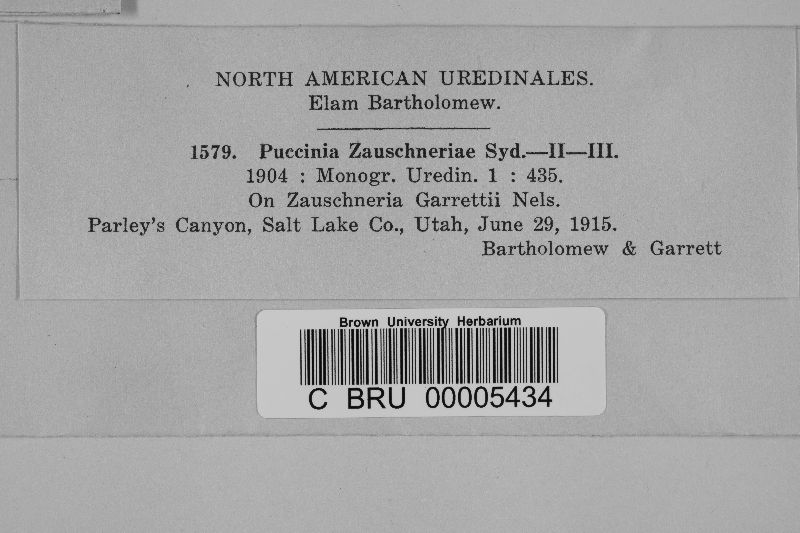 NORTH AMERICAN UREDINALES.
Elam Bartholomew.
1579. Puccinia Zauschneriae Syd.—II—III.
1904 : Monogr. Uredin. 1 : 435.
On Zauschneria Garrettii Nels.
Parley's Canyon, Salt Lake Co., Utah, June 29, 1915.
Bartholomew & Garrett
Brown University Herbarium
C BRU 00005434